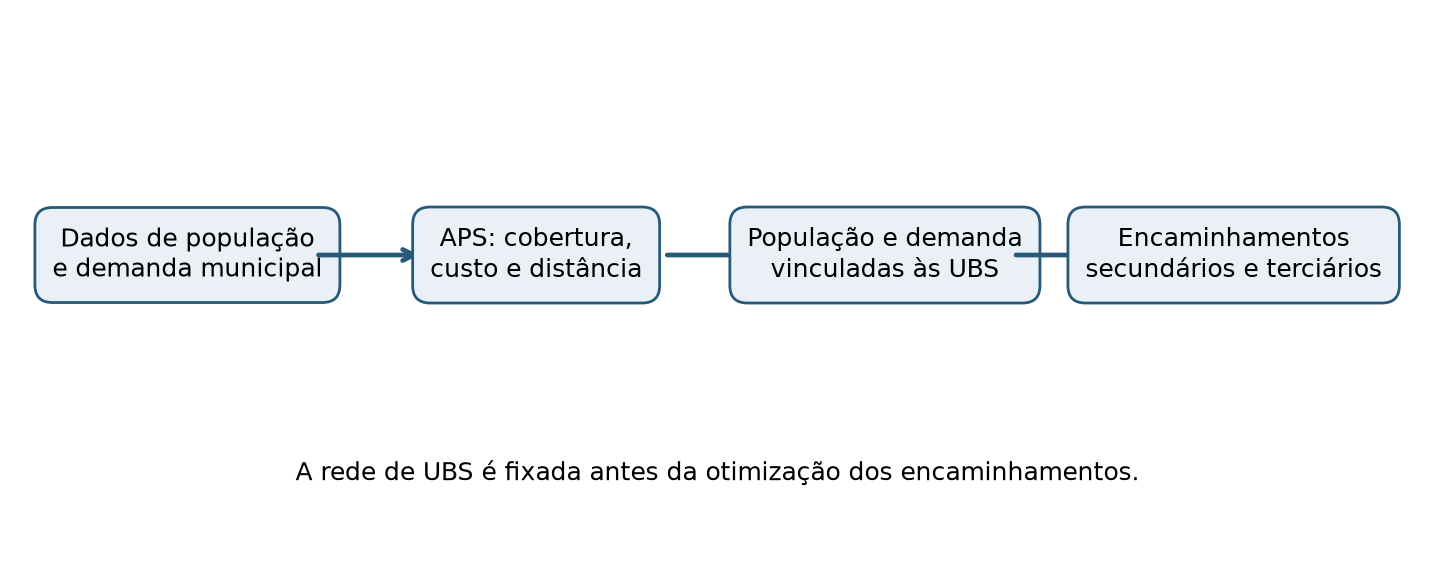 Dados de população
e demanda municipal
APS: cobertura,
custo e distância
População e demanda
vinculadas às UBS
Encaminhamentos
secundários e terciários
A rede de UBS é fixada antes da otimização dos encaminhamentos.